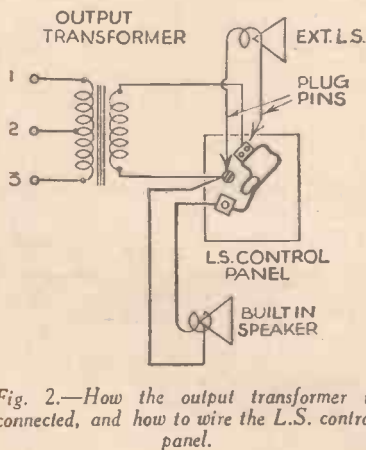 OUTPUT
TRANSFORMER
EXT. L.S.
PLUG
PINS
1
2
3
L.S. CONTROL
PANEL
BUILT IN
SPEAKER
Fig. 2.—How the output transformer
connected, and how to wire the L.S. contro
panel.